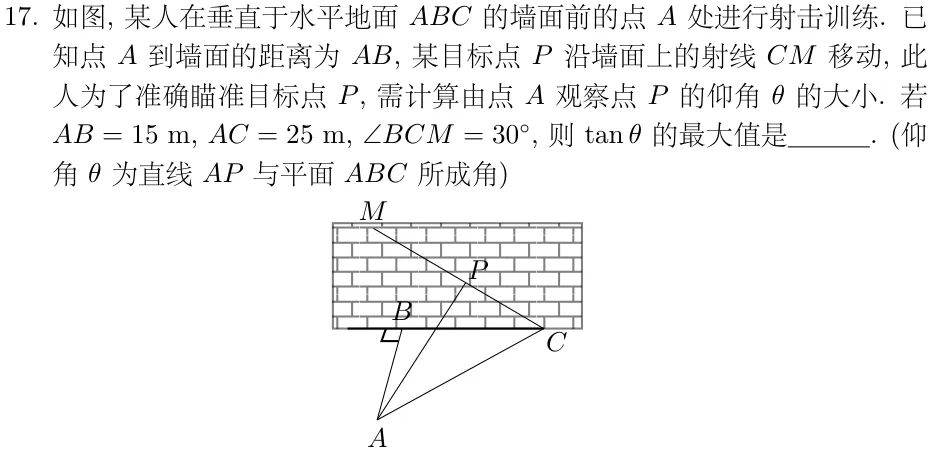 17. 如图, 某人在垂直于水平地面 ABC 的墙面前的点 A 处进行射击训练. 已
知点 A 到墙面的距离为 AB, 某目标点 P 沿墙面上的射线 CM 移动, 此
人为了准确瞄准目标点 P, 需计算由点 A 观察点 P 的仰角 θ 的大小. 若
AB = 15 m, AC = 25 m, ∠BCM = 30°, 则 tan θ 的最大值是______. (仰
角 θ 为直线 AP 与平面 ABC 所成角)
M
P
B
C
A